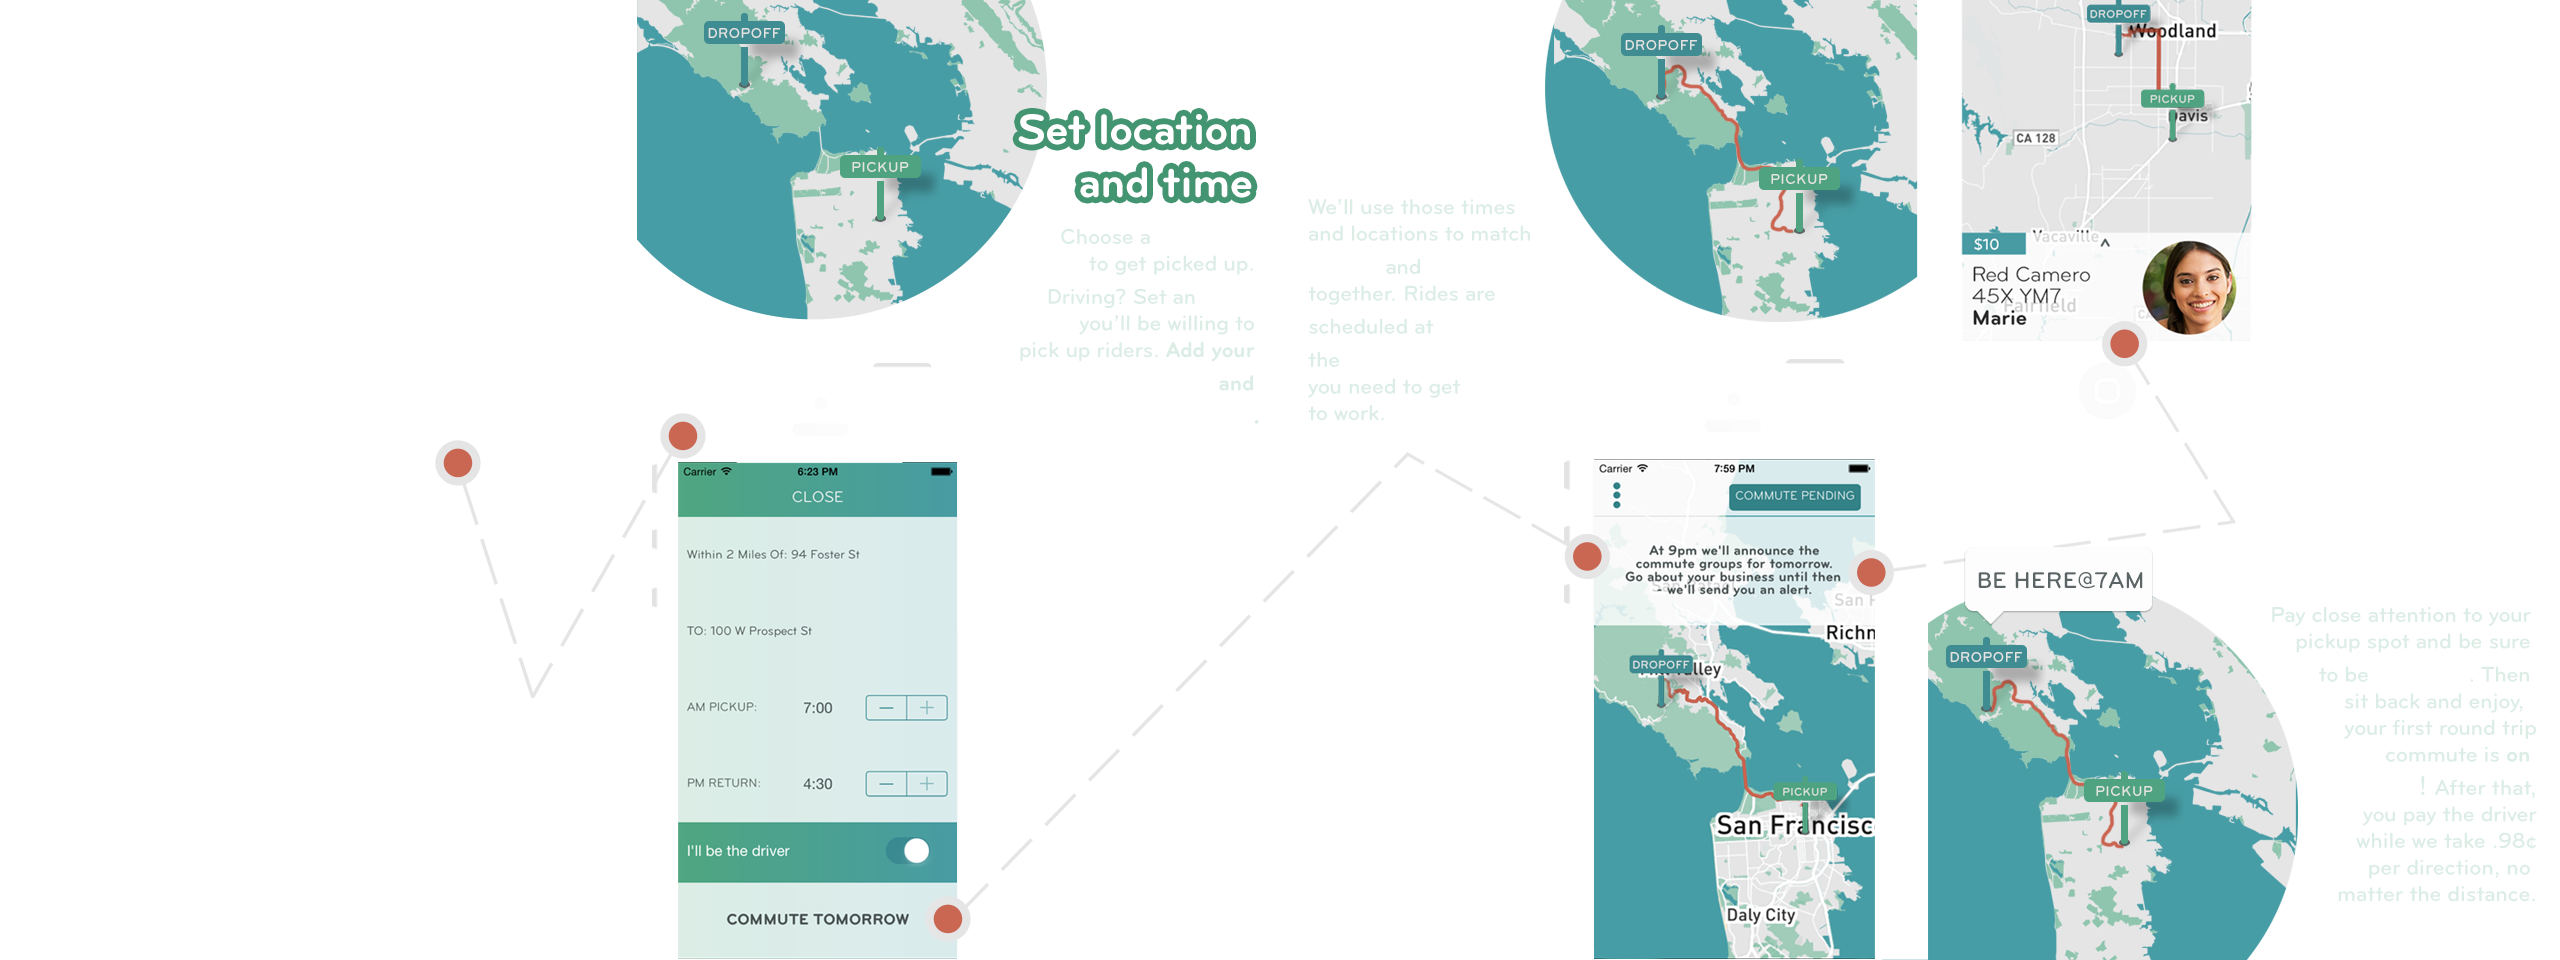 DROPOFF
PICKUP
Set location
and time
Choose a
to get picked up.
Driving? Set an
you'll be willing to
pick up riders. Add your
and
.
Carrier 6:23 PM
CLOSE
Within 2 Miles Of: 94 Foster St
TO: 100 W Prospect St
AM PICKUP: 7:00 − +
PM RETURN: 4:30 − +
I'll be the driver
COMMUTE TOMORROW
We'll use those times
and locations to match
and
together. Rides are
scheduled at
the
you need to get
to work.
DROPOFF
PICKUP
Carrier 7:59 PM
COMMUTE PENDING
At 9pm we'll announce the
commute groups for tomorrow.
Go about your business until then
- we'll send you an alert.
San R
Richn
DROPOFF
lley
PICKUP
San Francisc
Daly City
DROPOFF
Woodland
PICKUP
Davis
CA 128
Vacaville
$10
Red Camero
45X YM7
Fairfield
Marie
BE HERE@7AM
DROPOFF
PICKUP
Pay close attention to your
pickup spot and be sure
to be . Then
sit back and enjoy,
your first round trip
commute is on
! After that,
you pay the driver
while we take .98c
per direction, no
matter the distance.